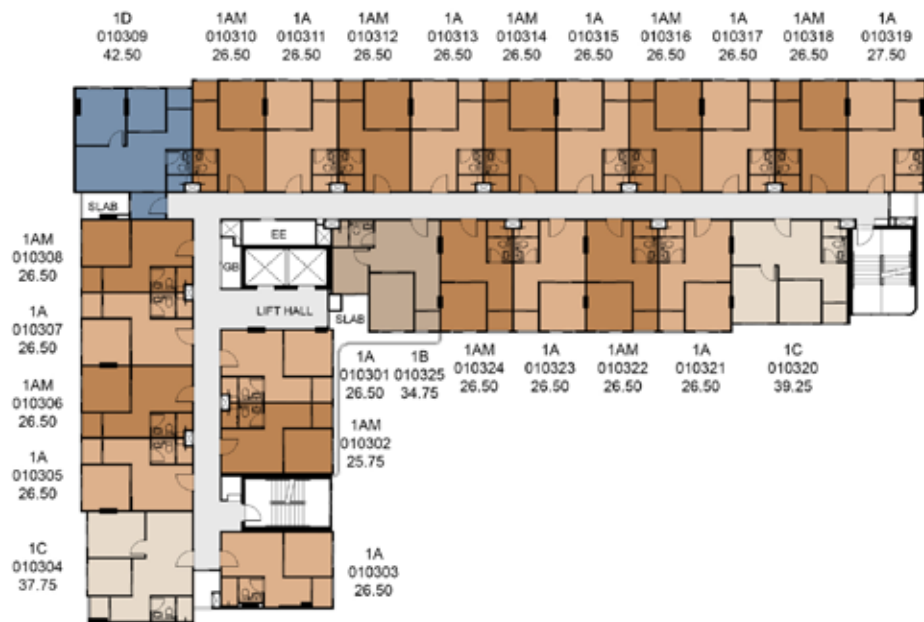 1D
010309
42.50
1AM
010310
26.50
1A
010311
26.50
1AM
010312
26.50
1A
010313
26.50
1AM
010314
26.50
1A
010315
26.50
1AM
010316
26.50
1A
010317
26.50
1AM
010318
26.50
1A
010319
27.50
SLAB
EE
GB
LIFT HALL
SLAB
1AM
010308
26.50
1A
010307
26.50
1AM
010306
26.50
1A
010305
26.50
1C
010304
37.75
1A
010301
26.50
1B
010325
34.75
1AM
010324
26.50
1A
010323
26.50
1AM
010322
26.50
1A
010321
26.50
1C
010320
39.25
1AM
010302
25.75
1A
010303
26.50